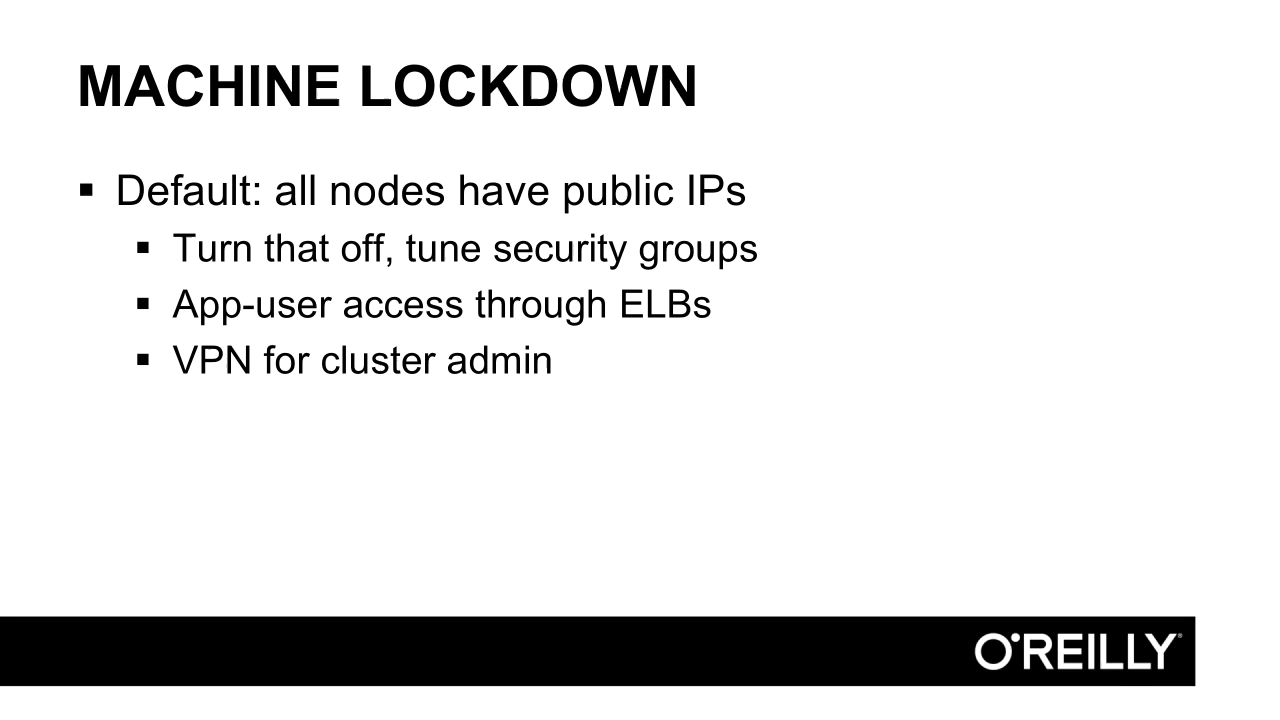 MACHINE LOCKDOWN
▪ Default: all nodes have public IPs
▪ Turn that off, tune security groups
▪ App-user access through ELBs
▪ VPN for cluster admin
O'REILLY®